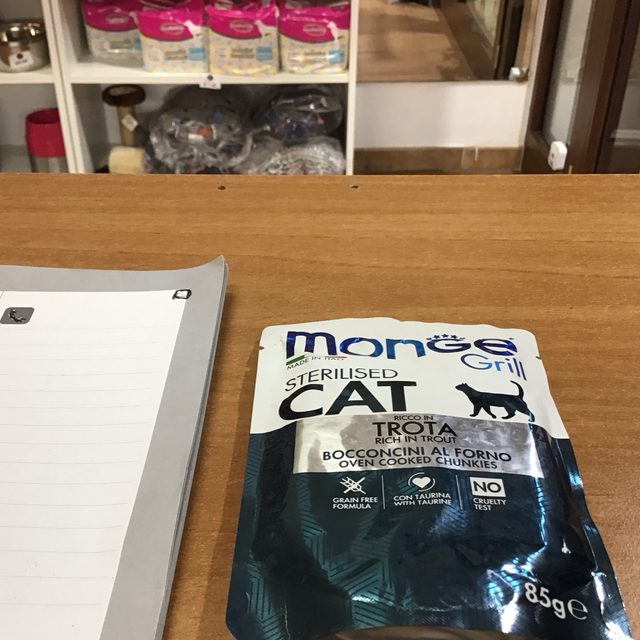 monGe
MADE IN ITALY
Grill
STERILISED
CAT
RICCO IN
TROTA
RICH IN TROUT
BOCCONCINI AL FORNO
OVEN COOKED CHUNKIES
GRAIN FREE
FORMULA
CON TAURINA
WITH TAURINE
NO
CRUELTY
TEST
85g℮